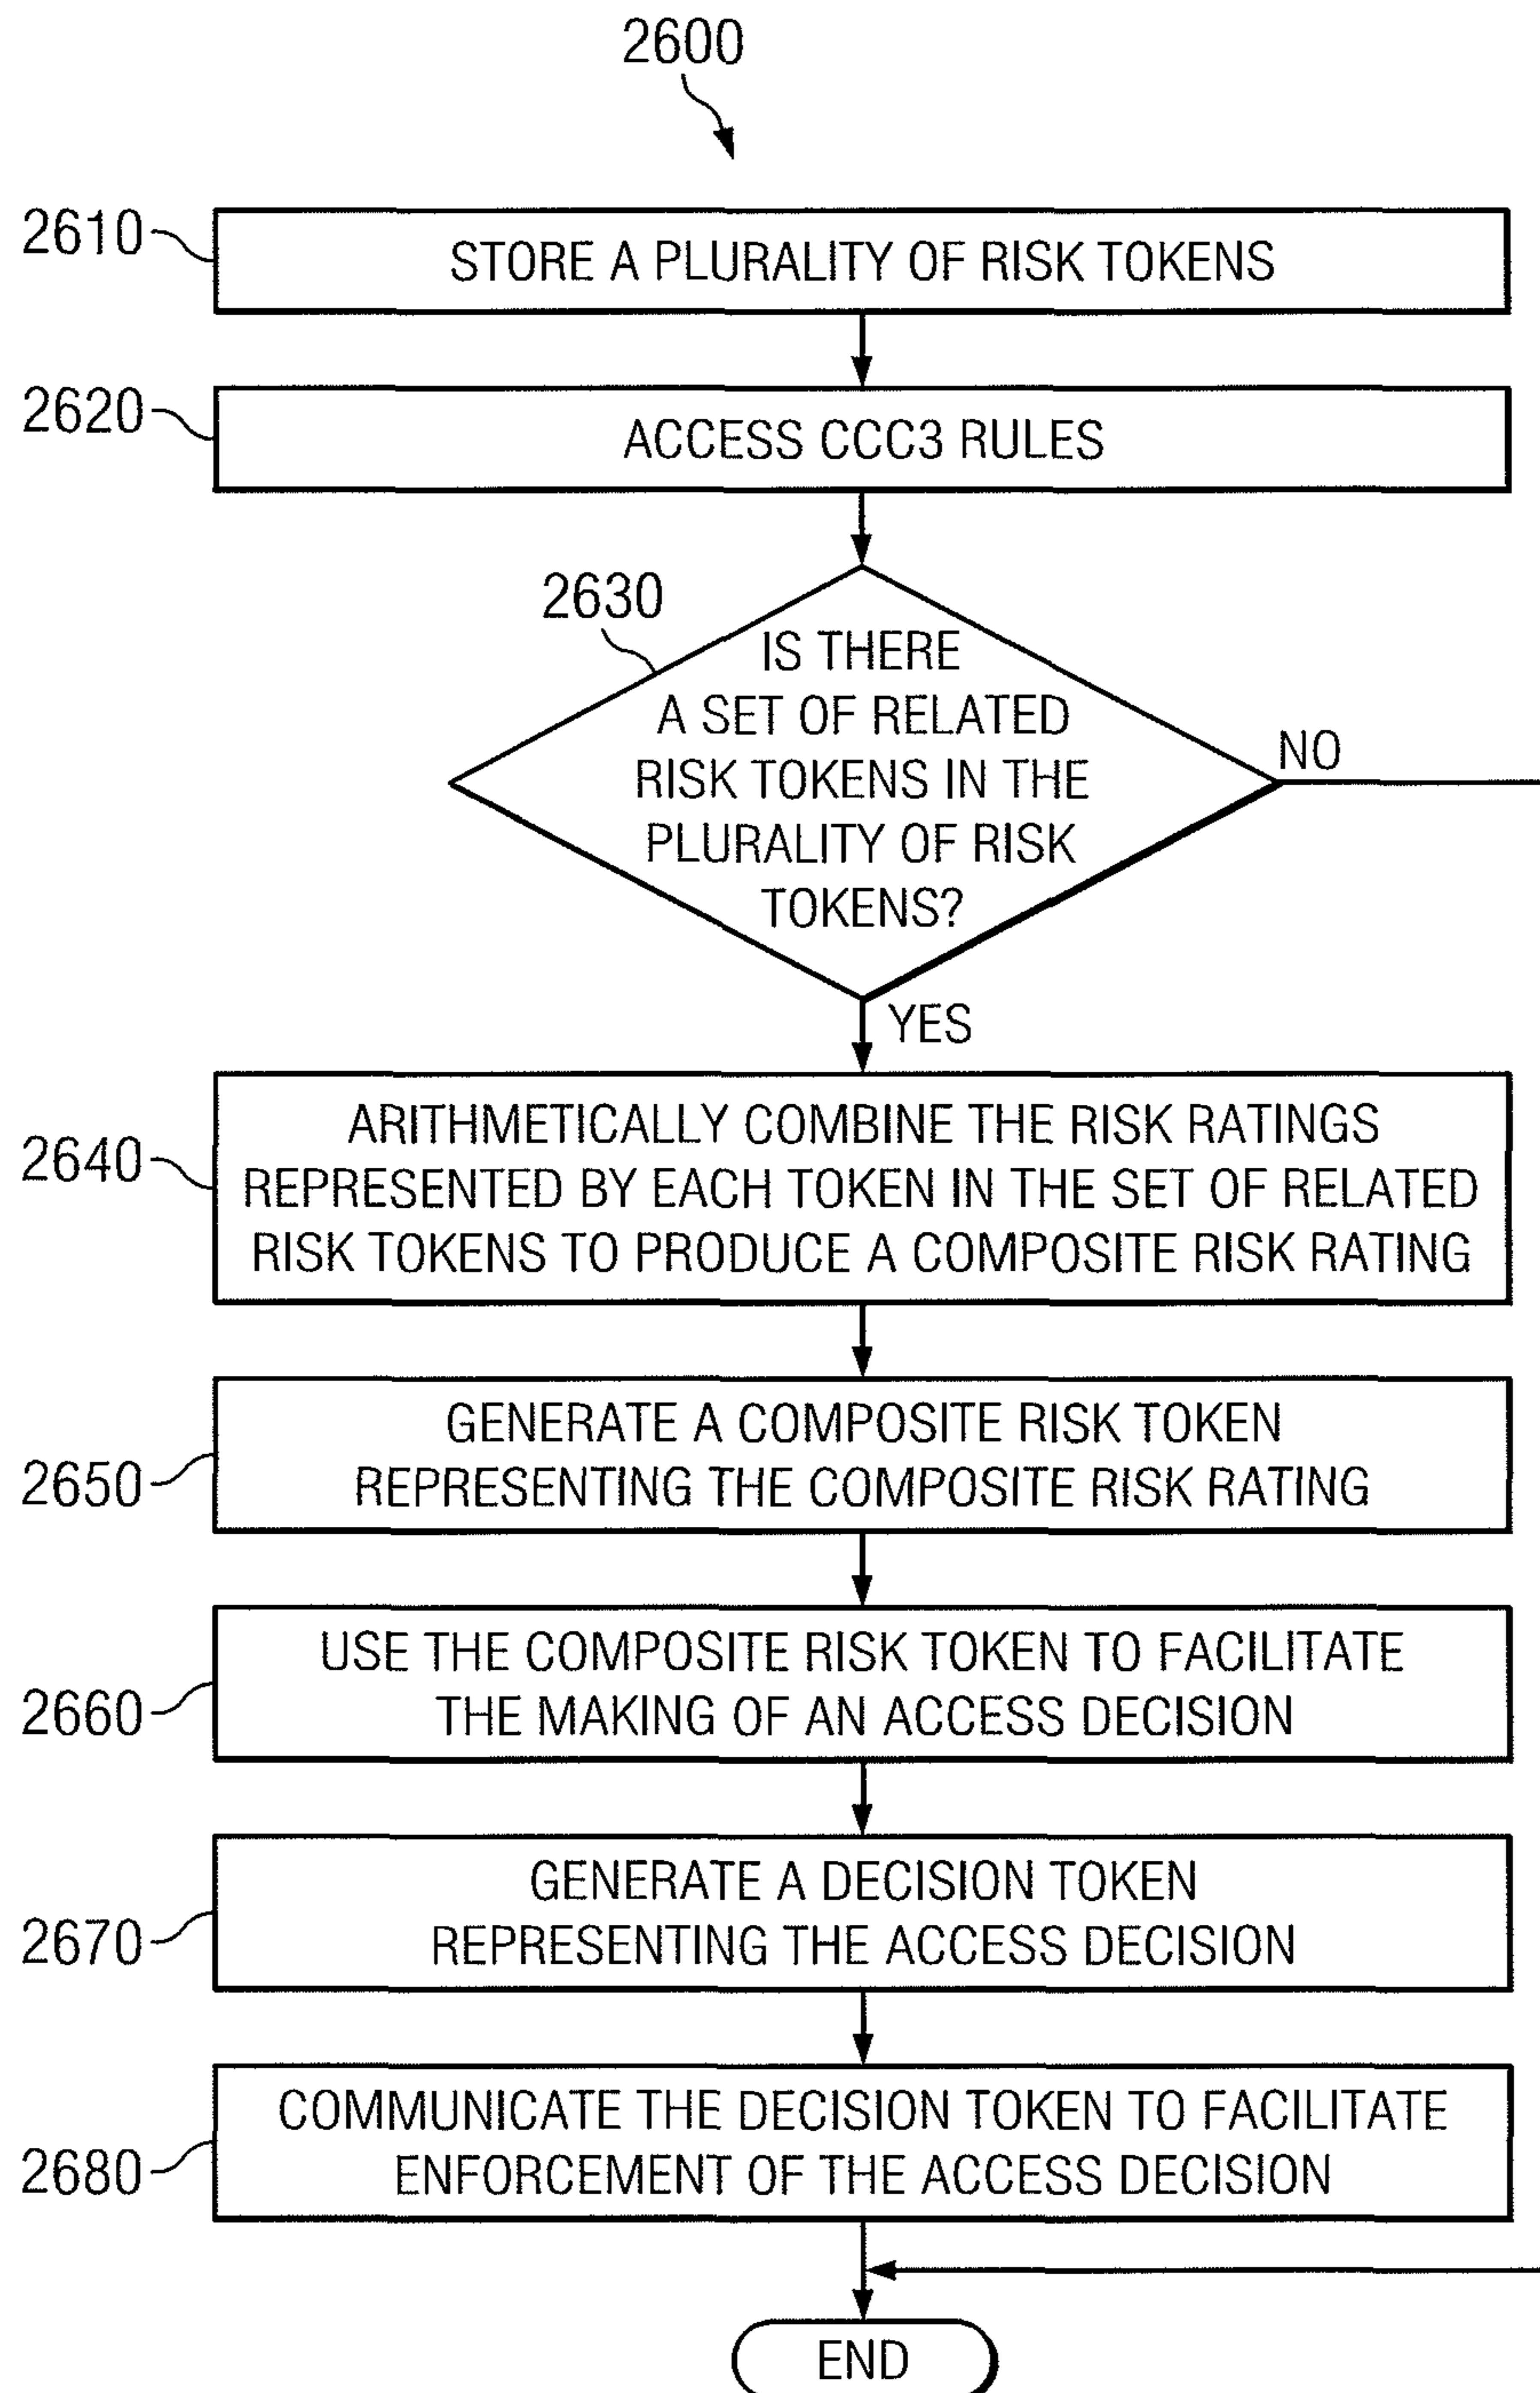 2600
2610
STORE A PLURALITY OF RISK TOKENS
2620
ACCESS CCC3 RULES
2630
IS THERE
A SET OF RELATED
RISK TOKENS IN THE
PLURALITY OF RISK
TOKENS?
NO
YES
2640
ARITHMETICALLY COMBINE THE RISK RATINGS
REPRESENTED BY EACH TOKEN IN THE SET OF RELATED
RISK TOKENS TO PRODUCE A COMPOSITE RISK RATING
2650
GENERATE A COMPOSITE RISK TOKEN
REPRESENTING THE COMPOSITE RISK RATING
2660
USE THE COMPOSITE RISK TOKEN TO FACILITATE
THE MAKING OF AN ACCESS DECISION
2670
GENERATE A DECISION TOKEN
REPRESENTING THE ACCESS DECISION
2680
COMMUNICATE THE DECISION TOKEN TO FACILITATE
ENFORCEMENT OF THE ACCESS DECISION
END